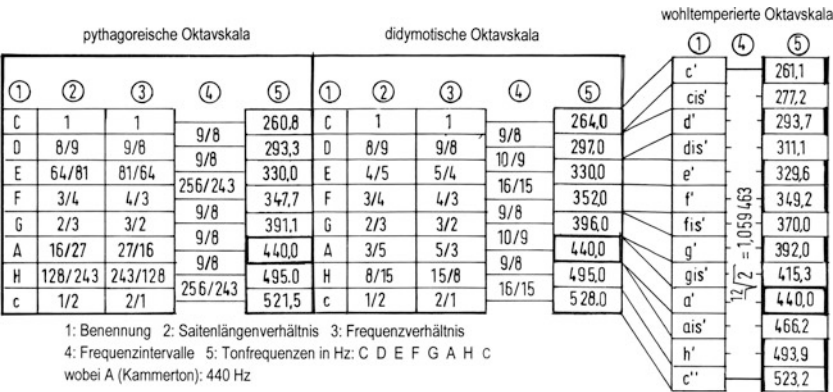 pythagoreische Oktavskala
① ② ③ ④ ⑤
C 1 1 260.8
9/8
D 8/9 9/8 293,3
9/8
E 64/81 81/64 330,0
256/243
F 3/4 4/3 347,7
9/8
G 2/3 3/2 391,1
9/8
A 16/27 27/16 440,0
9/8
H 128/243 243/128 495.0
256/243
c 1/2 2/1 521,5
didymotische Oktavskala
① ② ③ ④ ⑤
C 1 1 264,0
9/8
D 8/9 9/8 297,0
10/9
E 4/5 5/4 330,0
16/15
F 3/4 4/3 352,0
9/8
G 2/3 3/2 396,0
10/9
A 3/5 5/3 440,0
9/8
H 8/15 15/8 495,0
16/15
c 1/2 2/1 528.0
wohltemperierte Oktavskala
① ④ ⑤
c' 261,1
cis' 277,2
d' 293,7
dis' 311,1
e' 329,6
f' 349,2
fis' 370,0
g' 392,0
gis' 415,3
a' 440,0
ais' 466,2
h' 493,9
c'' 523,2
12√2 = 1,059 463
1: Benennung 2: Saitenlängenverhältnis 3: Frequenzverhältnis
4: Frequenzintervalle 5: Tonfrequenzen in Hz: C D E F G A H C
wobei A (Kammerton): 440 Hz